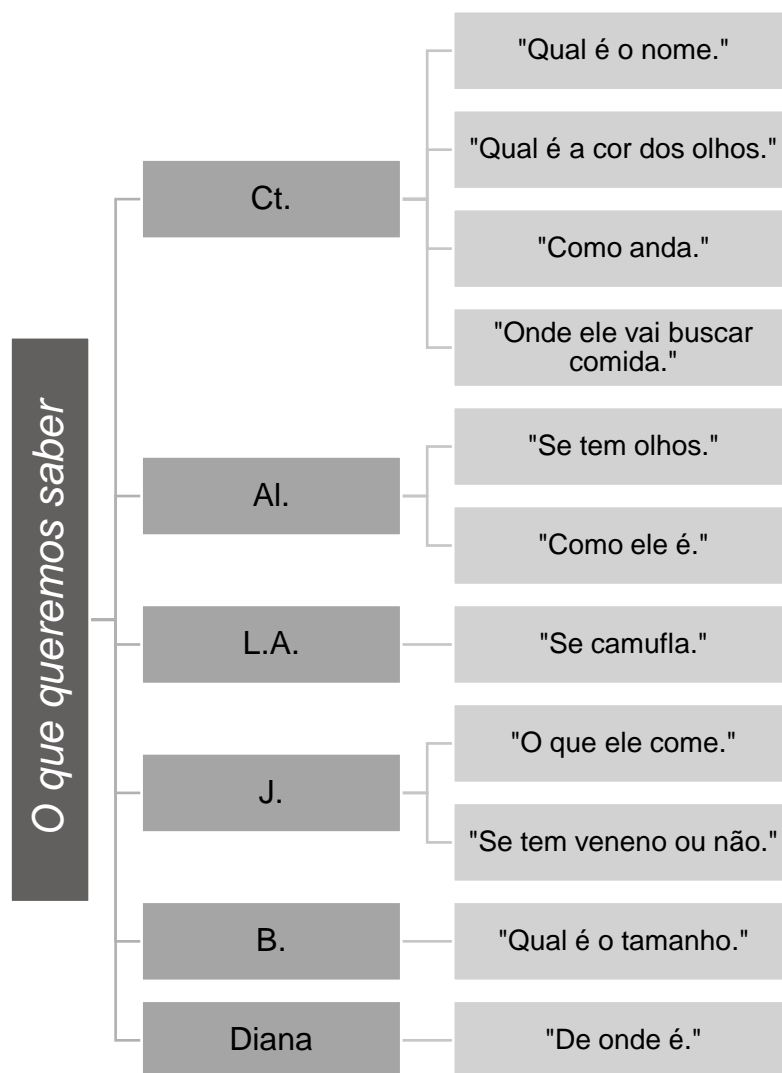 O que queremos saber
Ct.
"Qual é o nome."
"Qual é a cor dos olhos."
"Como anda."
"Onde ele vai buscar
comida."
Al.
"Se tem olhos."
"Como ele é."
L.A.
"Se camufla."
J.
"O que ele come."
"Se tem veneno ou não."
B.
"Qual é o tamanho."
Diana
"De onde é."